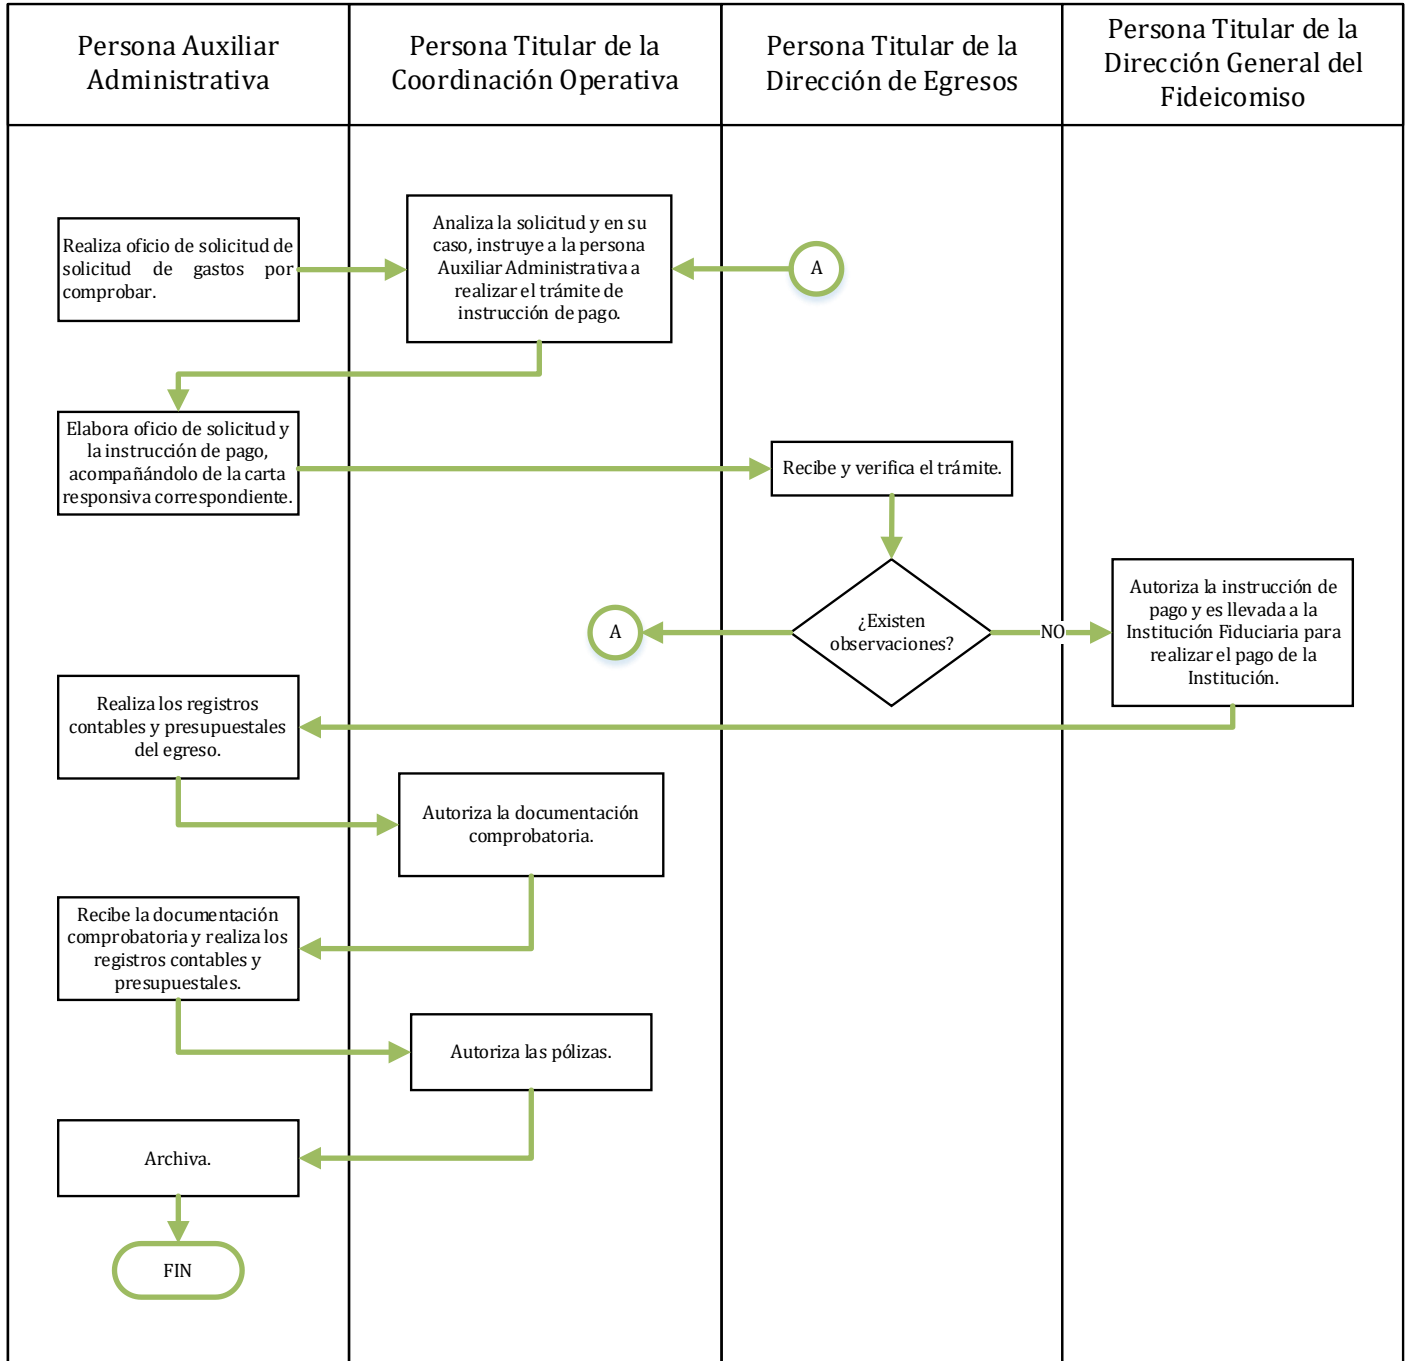 Persona Auxiliar
Administrativa
Persona Titular de la
Coordinación Operativa
Persona Titular de la
Dirección de Egresos
Persona Titular de la
Dirección General del
Fideicomiso
Realiza oficio de solicitud de
solicitud de gastos por
comprobar.
Analiza la solicitud y en su
caso, instruye a la persona
Auxiliar Administrativa a
realizar el trámite de
instrucción de pago.
A
Elabora oficio de solicitud y
la instrucción de pago,
acompañándolo de la carta
responsiva correspondiente.
Recibe y verifica el trámite.
A
¿Existen
observaciones?
NO
Autoriza la instrucción de
pago y es llevada a la
Institución Fiduciaria para
realizar el pago de la
Institución.
Realiza los registros
contables y presupuestales
del egreso.
Autoriza la documentación
comprobatoria.
Recibe la documentación
comprobatoria y realiza los
registros contables y
presupuestales.
Autoriza las pólizas.
Archiva.
FIN